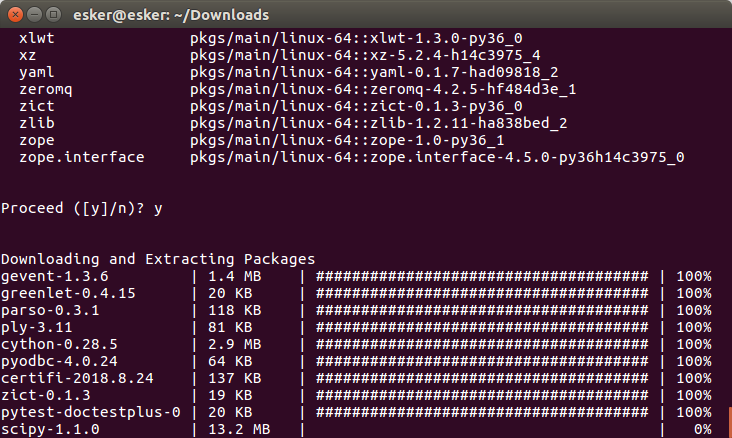 esker@esker: ~/Downloads
xlwt pkgs/main/linux-64::xlwt-1.3.0-py36_0
xz pkgs/main/linux-64::xz-5.2.4-h14c3975_4
yaml pkgs/main/linux-64::yaml-0.1.7-had09818_2
zeromq pkgs/main/linux-64::zeromq-4.2.5-hf484d3e_1
zict pkgs/main/linux-64::zict-0.1.3-py36_0
zlib pkgs/main/linux-64::zlib-1.2.11-ha838bed_2
zope pkgs/main/linux-64::zope-1.0-py36_1
zope.interface pkgs/main/linux-64::zope.interface-4.5.0-py36h14c3975_0
Proceed ([y]/n)? y
Downloading and Extracting Packages
gevent-1.3.6 | 1.4 MB | ##################################### | 100%
greenlet-0.4.15 | 20 KB | ##################################### | 100%
parso-0.3.1 | 118 KB | ##################################### | 100%
ply-3.11 | 81 KB | ##################################### | 100%
cython-0.28.5 | 2.9 MB | ##################################### | 100%
pyodbc-4.0.24 | 64 KB | ##################################### | 100%
certifi-2018.8.24 | 137 KB | ##################################### | 100%
zict-0.1.3 | 19 KB | ##################################### | 100%
pytest-doctestplus-0 | 20 KB | ##################################### | 100%
scipy-1.1.0 | 13.2 MB | | 0%